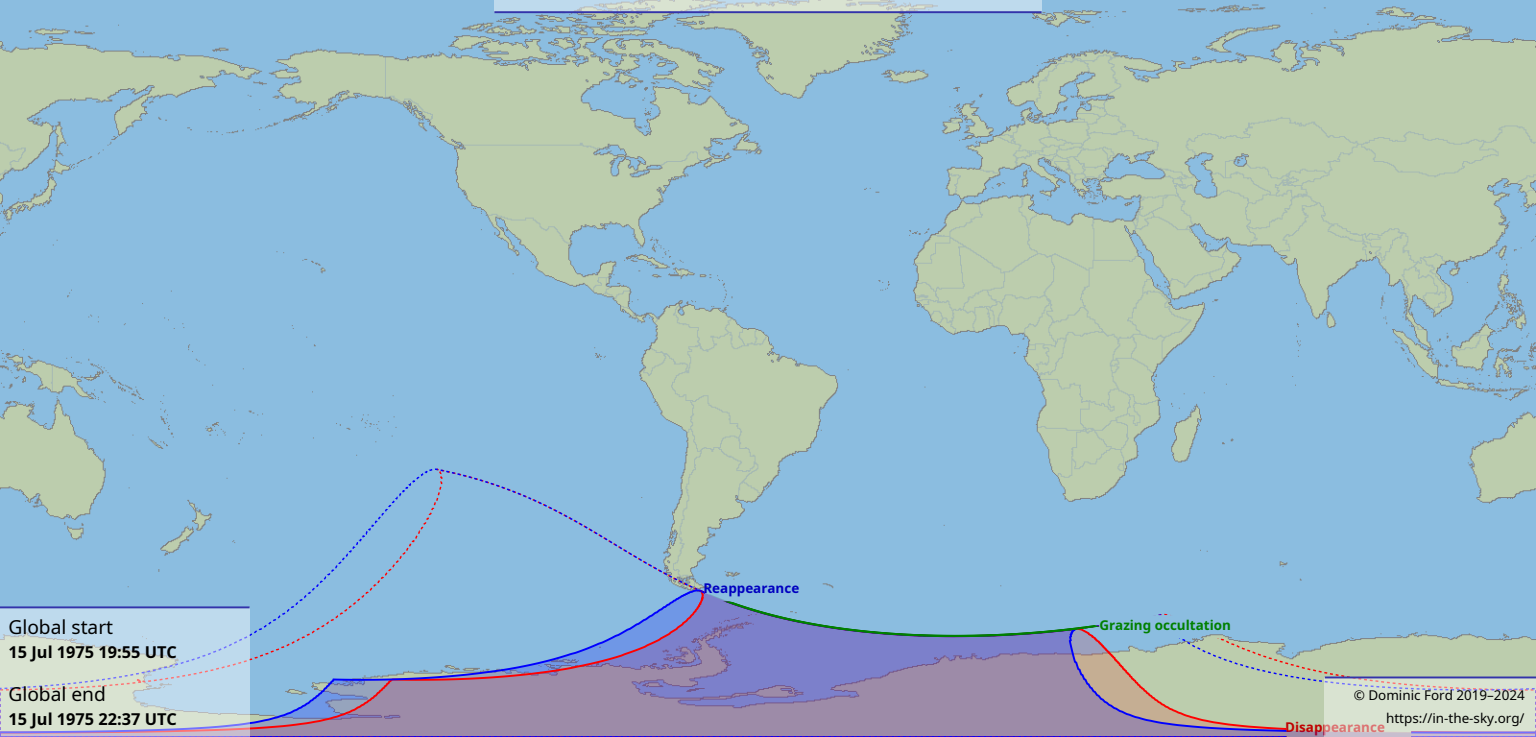 Reappearance
Grazing occultation
Global start
15 Jul 1975 19:55 UTC
Global end
15 Jul 1975 22:37 UTC
© Dominic Ford 2019–2024
https://in-the-sky.org/
Disappearance